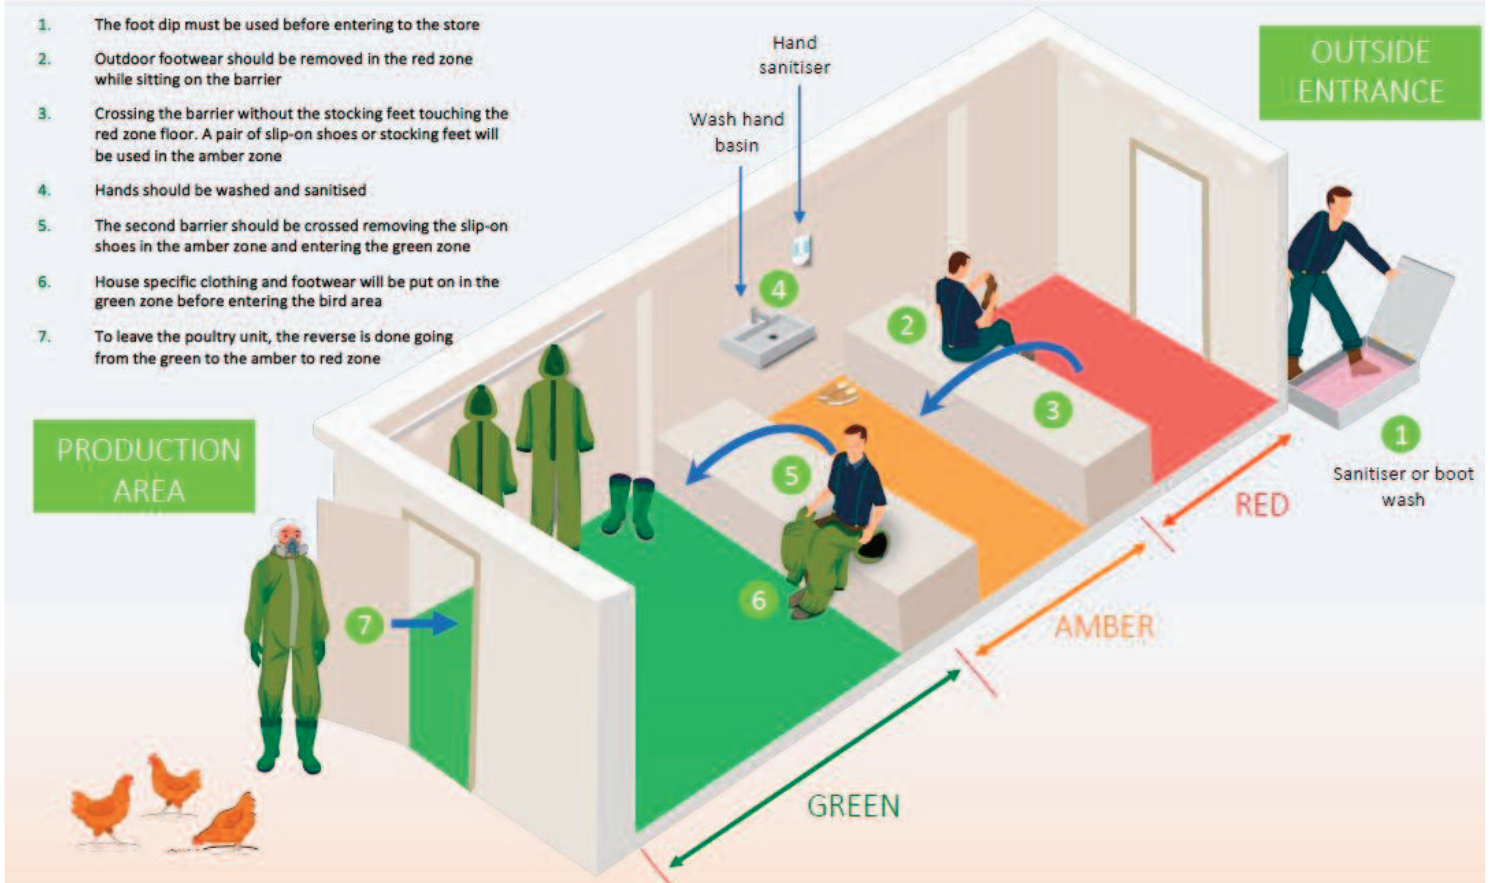 1. The foot dip must be used before entering to the store
2. Outdoor footwear should be removed in the red zone
while sitting on the barrier
3. Crossing the barrier without the stocking feet touching the
red zone floor. A pair of slip-on shoes or stocking feet will
be used in the amber zone
4. Hands should be washed and sanitised
5. The second barrier should be crossed removing the slip-on
shoes in the amber zone and entering the green zone
6. House specific clothing and footwear will be put on in the
green zone before entering the bird area
7. To leave the poultry unit, the reverse is done going
from the green to the amber to red zone
Hand
sanitiser
Wash hand
basin
OUTSIDE
ENTRANCE
4
2
3
1
Sanitiser or boot
wash
RED
PRODUCTION
AREA
5
6
7
AMBER
GREEN